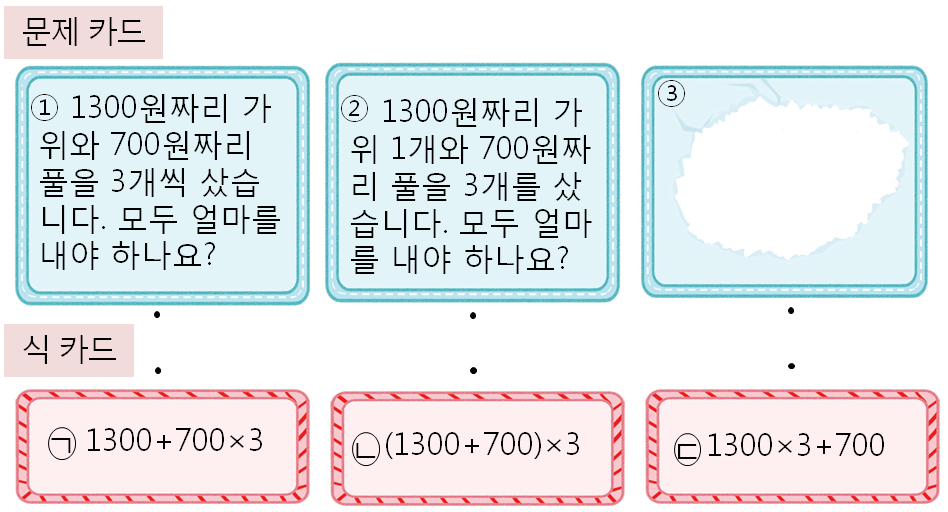 문제 카드
① 1300원짜리 가
위와 700원짜리
풀을 3개씩 샀습
니다. 모두 얼마를
내야 하나요?
② 1300원짜리 가
위 1개와 700원짜
리 풀을 3개를 샀
습니다. 모두 얼마
를 내야 하나요?
③
식 카드
㉠ 1300+700×3
㉡ (1300+700)×3
㉢ 1300×3+700